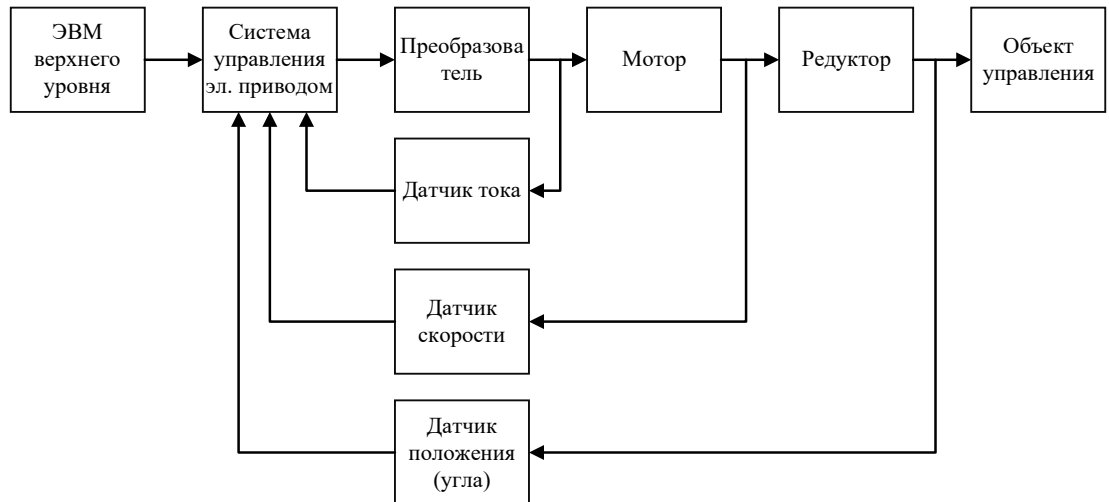 ЭВМ
верхнего
уровня
Система
управления
эл. приводом
Преобразова
тель
Мотор
Редуктор
Объект
управления
Датчик тока
Датчик
скорости
Датчик
положения
(угла)